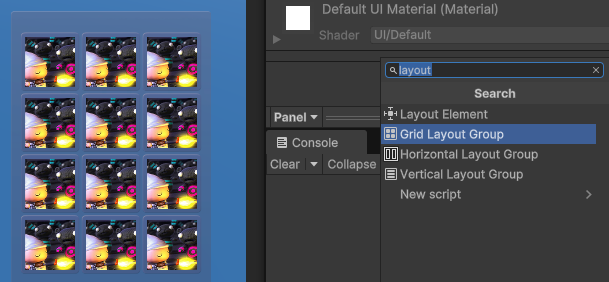 Default UI Material (Material)
Shader UI/Default
layout
Search
Layout Element
Grid Layout Group
Horizontal Layout Group
Vertical Layout Group
New script
Panel
Console
Clear Collapse